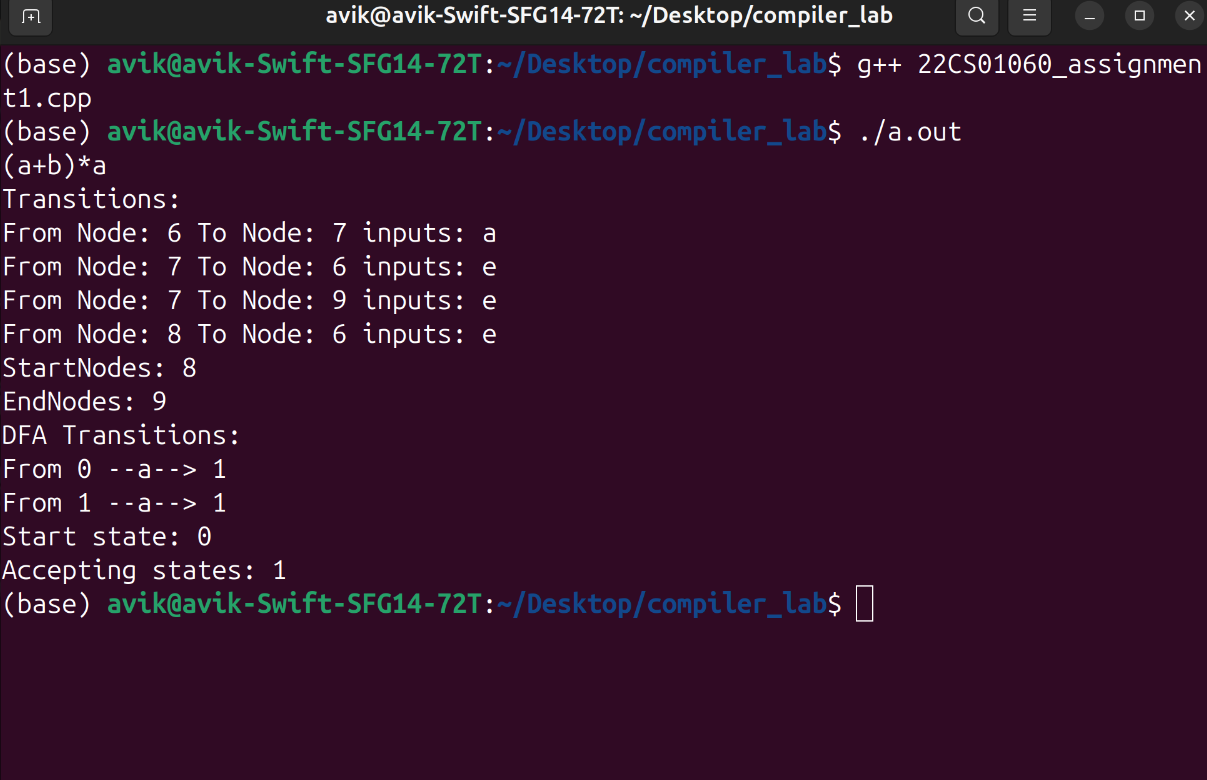 avik@avik-Swift-SFG14-72T: ~/Desktop/compiler_lab
(base) avik@avik-Swift-SFG14-72T:~/Desktop/compiler_lab$ g++ 22CS01060_assignmen
t1.cpp
(base) avik@avik-Swift-SFG14-72T:~/Desktop/compiler_lab$ ./a.out
(a+b)*a
Transitions:
From Node: 6 To Node: 7 inputs: a
From Node: 7 To Node: 6 inputs: e
From Node: 7 To Node: 9 inputs: e
From Node: 8 To Node: 6 inputs: e
StartNodes: 8
EndNodes: 9
DFA Transitions:
From 0 --a--> 1
From 1 --a--> 1
Start state: 0
Accepting states: 1
(base) avik@avik-Swift-SFG14-72T:~/Desktop/compiler_lab$